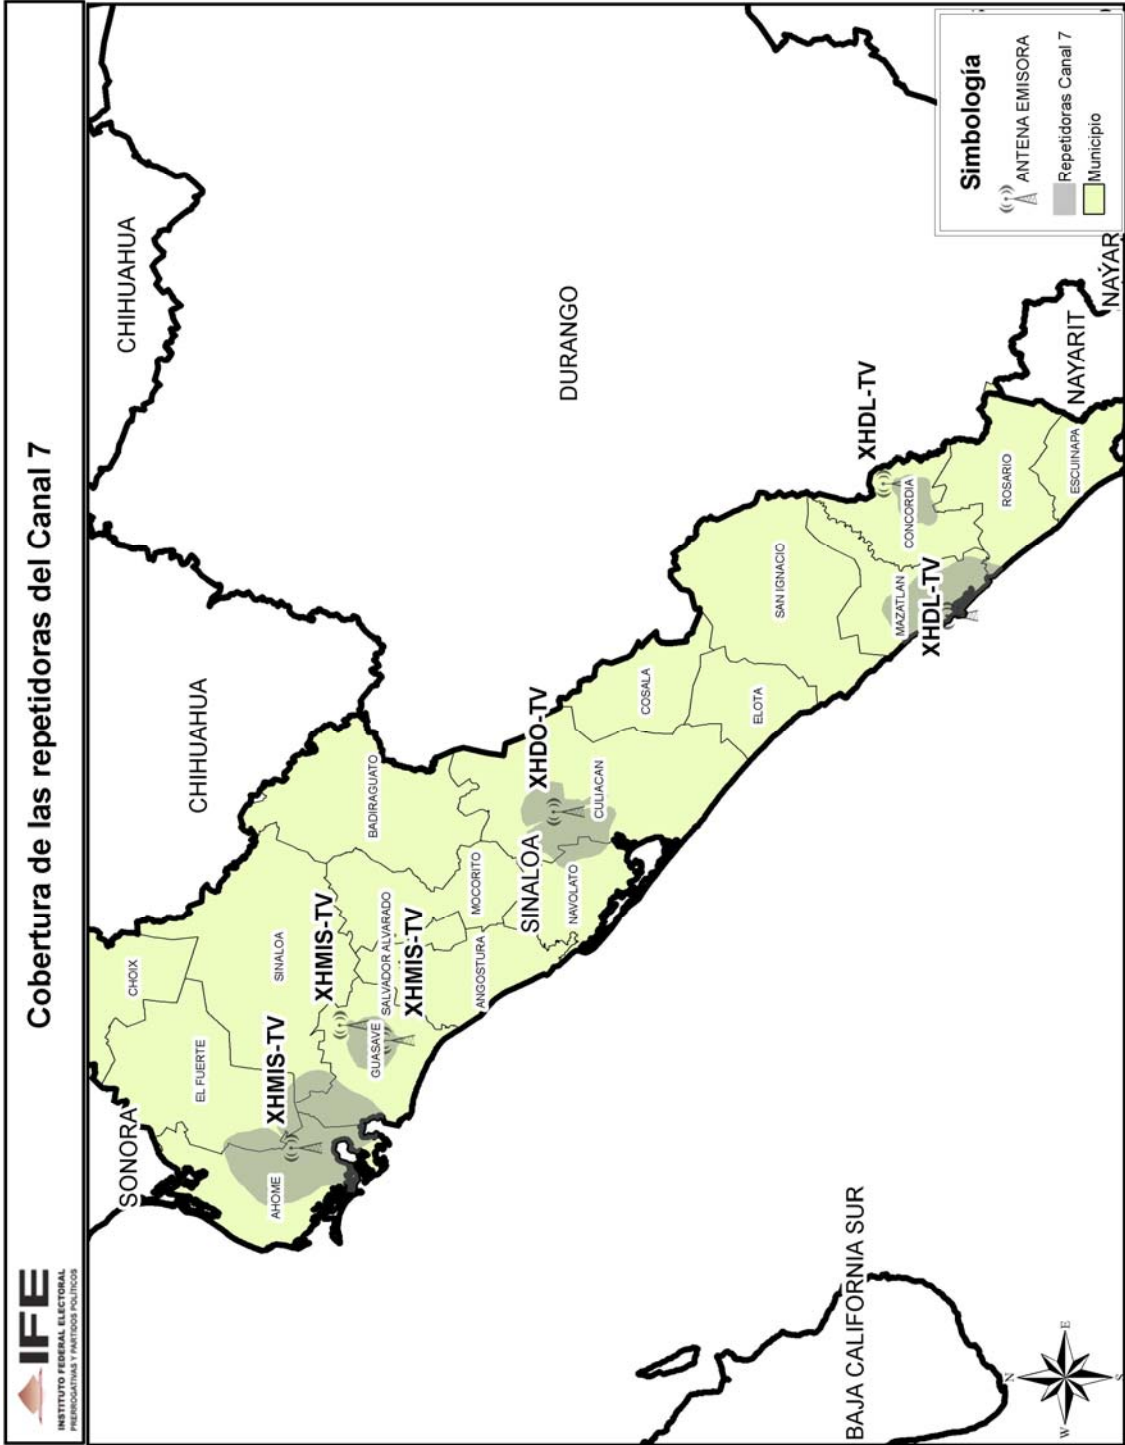 IFE
INSTITUTO FEDERAL ELECTORAL
PRERROGATIVAS Y PARTIDOS POLÍTICOS
Cobertura de las repetidoras del Canal 7
SONORA
CHIHUAHUA
CHIHUAHUA
CHOIX
EL FUERTE
SINALOA
AHOME
XHMIS-TV
XHMIS-TV
BADIRAGUATO
GUASAVE
SALVADOR ALVARADO
XHMIS-TV
MOCORITO
ANGOSTURA
SINALOA
XHDO-TV
NAVOLATO
CULIACAN
DURANGO
COSALA
ELOTA
SAN IGNACIO
XHDL-TV
MAZATLAN
CONCORDIA
XHDL-TV
ROSARIO
ESCUINAPA
NAYARIT
NAYAR
BAJA CALIFORNIA SUR
N
W
E
S
Simbología
ANTENA EMISORA
Repetidoras Canal 7
Municipio